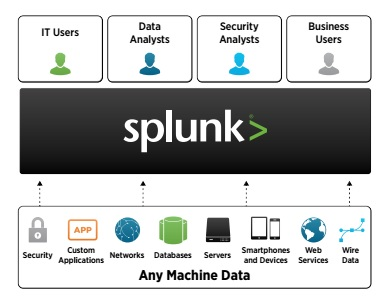 IT Users
Data
Analysts
Security
Analysts
Business
Users
splunk>
APP
Security
Custom
Applications
Networks
Databases
Servers
Smartphones
and Devices
Web
Services
Wire
Data
Any Machine Data